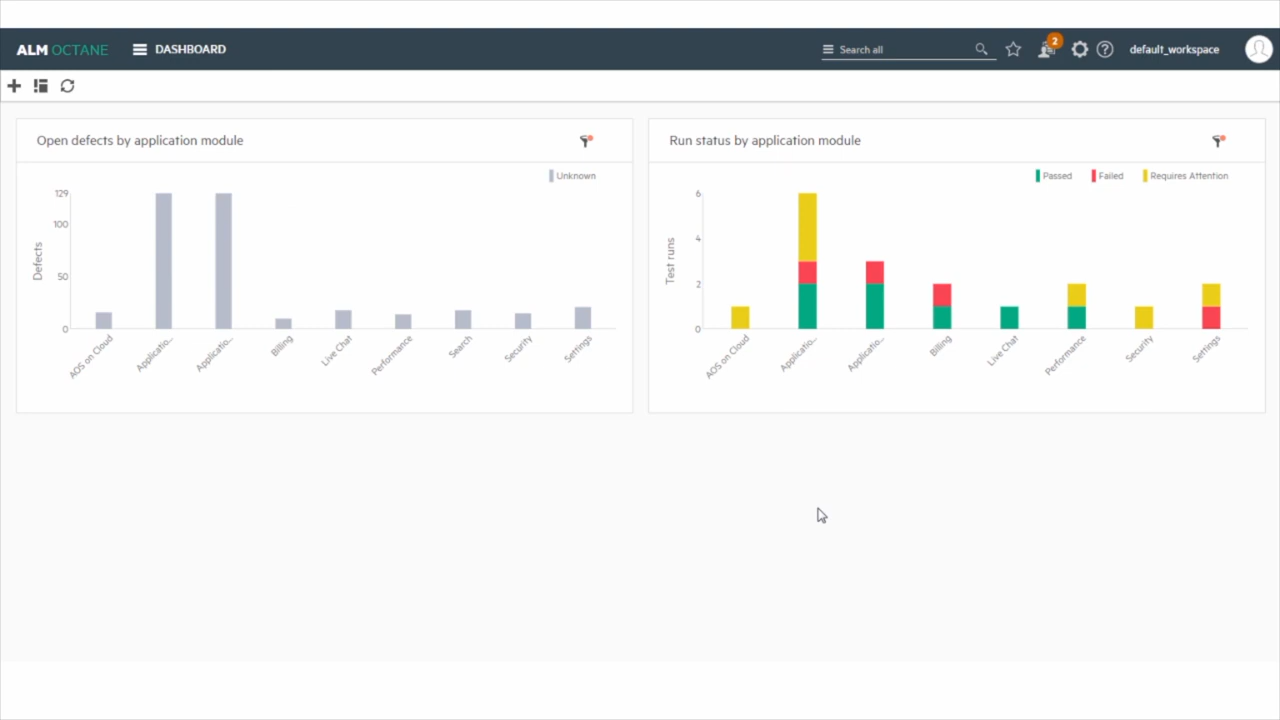 ALM OCTANE DASHBOARD Search all 2 default_workspace
Open defects by application module
Unknown
Defects
129
100
50
0
AOS on Cloud Applicatio... Applicatio... Billing Live Chat Performance Search Security Settings
Run status by application module
Passed Failed Requires Attention
Test runs
6
4
2
0
AOS on Cloud Applicatio... Applicatio... Billing Live Chat Performance Security Settings